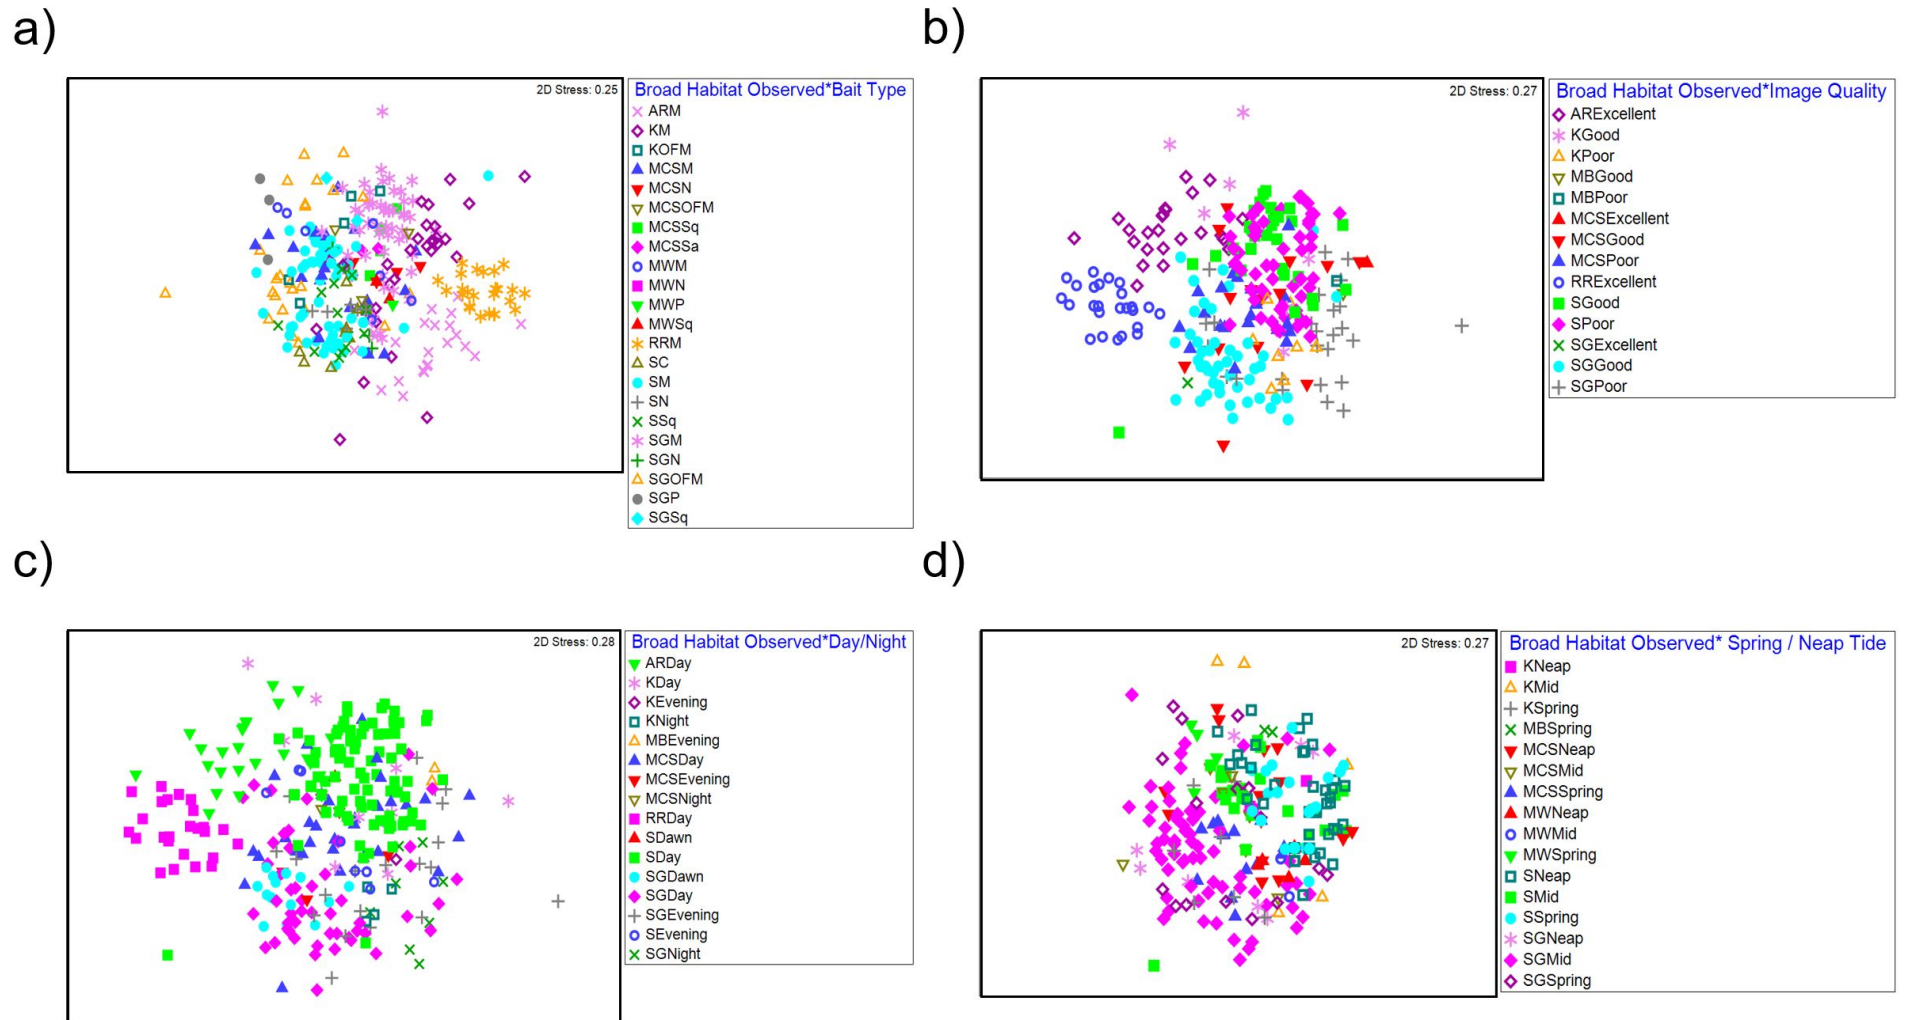 a)
2D Stress: 0.25
Broad Habitat Observed*Bait Type
ARM
KM
KOFM
MCSM
MCSN
MCSOFM
MCSSq
MCSSa
MWM
MWN
MWP
MWSq
RRM
SC
SM
SN
SSq
SGM
SGN
SGOFM
SGP
SGSq
b)
2D Stress: 0.27
Broad Habitat Observed*Image Quality
ARExcellent
KGood
KPoor
MBGood
MBPoor
MCSExcellent
MCSGood
MCSPoor
RRExcellent
SGood
SPoor
SGExcellent
SGGood
SGPoor
c)
2D Stress: 0.28
Broad Habitat Observed*Day/Night
ARDay
KDay
KEvening
KNight
MBEvening
MCSDay
MCSEvening
MCSNight
RRDay
SDawn
SDay
SGDawn
SGDay
SGEvening
SEvening
SGNight
d)
2D Stress: 0.27
Broad Habitat Observed* Spring / Neap Tide
KNeap
KMid
KSpring
MBSpring
MCSNeap
MCSMid
MCSSpring
MWNeap
MWMid
MWSpring
SNeap
SMid
SSpring
SGNeap
SGMid
SGSpring